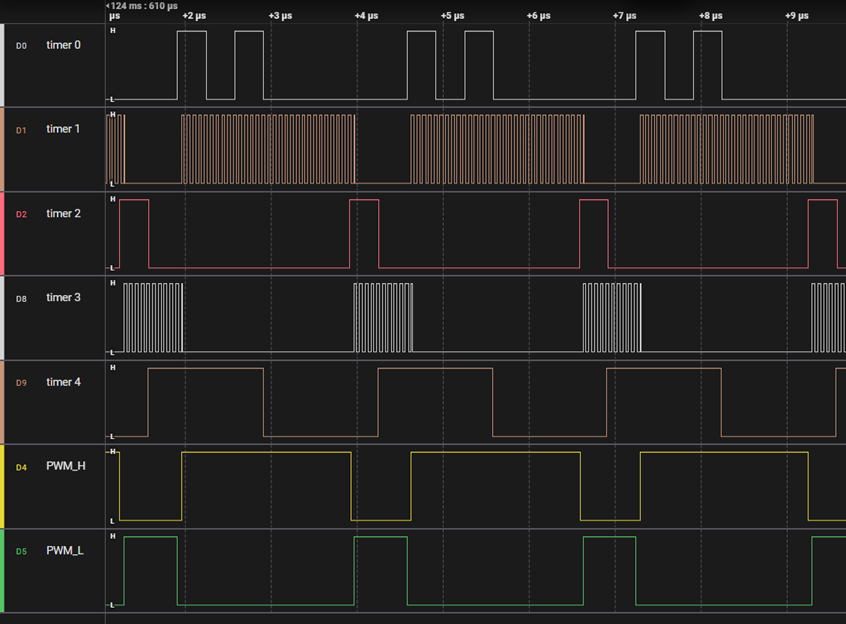 124 ms : 610 µs
µs +2 µs +3 µs +4 µs +5 µs +6 µs +7 µs +8 µs +9 µs
H
D0 timer 0
L
H
D1 timer 1
L
H
D2 timer 2
L
H
D8 timer 3
L
H
D9 timer 4
L
H
D4 PWM_H
L
H
D5 PWM_L
L